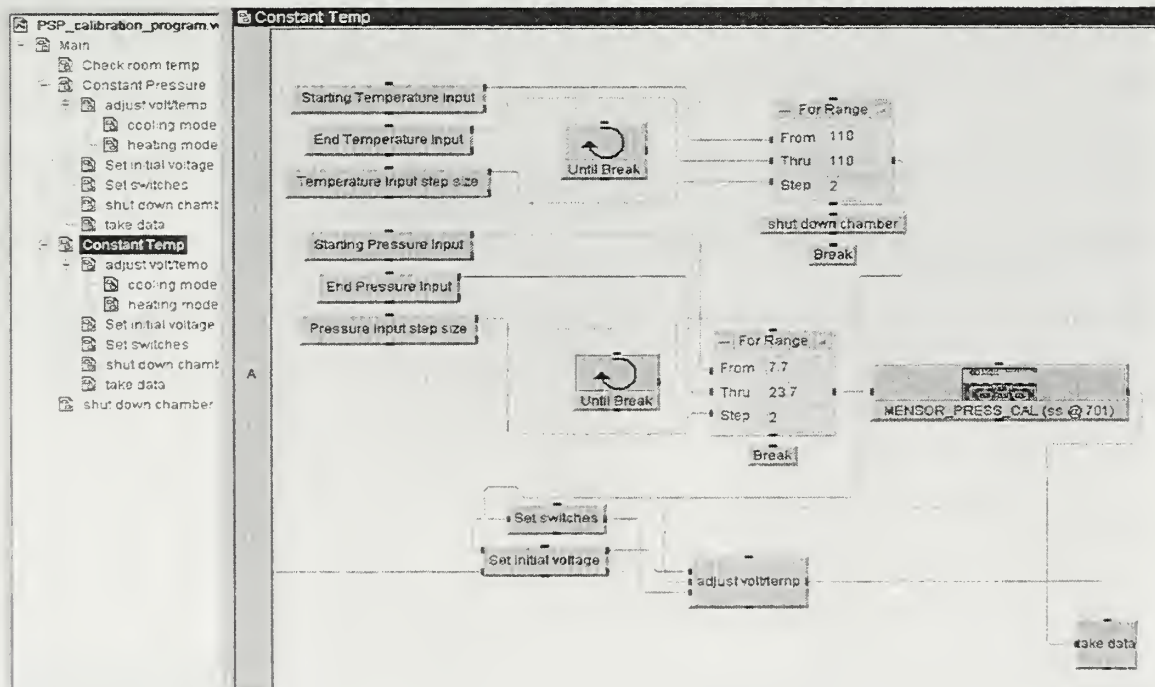 PSP_calibration_program.v
Main
Check room temp
Constant Pressure
adjust volt/temp
cooling mode
heating mode
Set initial voltage
Set switches
shut down chamb
take data
Constant Temp
adjust volt/temp
cooling mode
heating mode
Set initial voltage
Set switches
shut down chamb
take data
shut down chamber
Constant Temp
A
Starting Temperature Input
End Temperature Input
Temperature Input step size
Until Break
For Range
From 110
Thru 110
Step 2
shut down chamber
Break
Starting Pressure Input
End Pressure Input
Pressure Input step size
Until Break
For Range
From 7.7
Thru 23.7
Step 2
Break
MENSOR_PRESS_CAL (ss @ 701)
Set switches
Set initial voltage
adjust volt/temp
take data